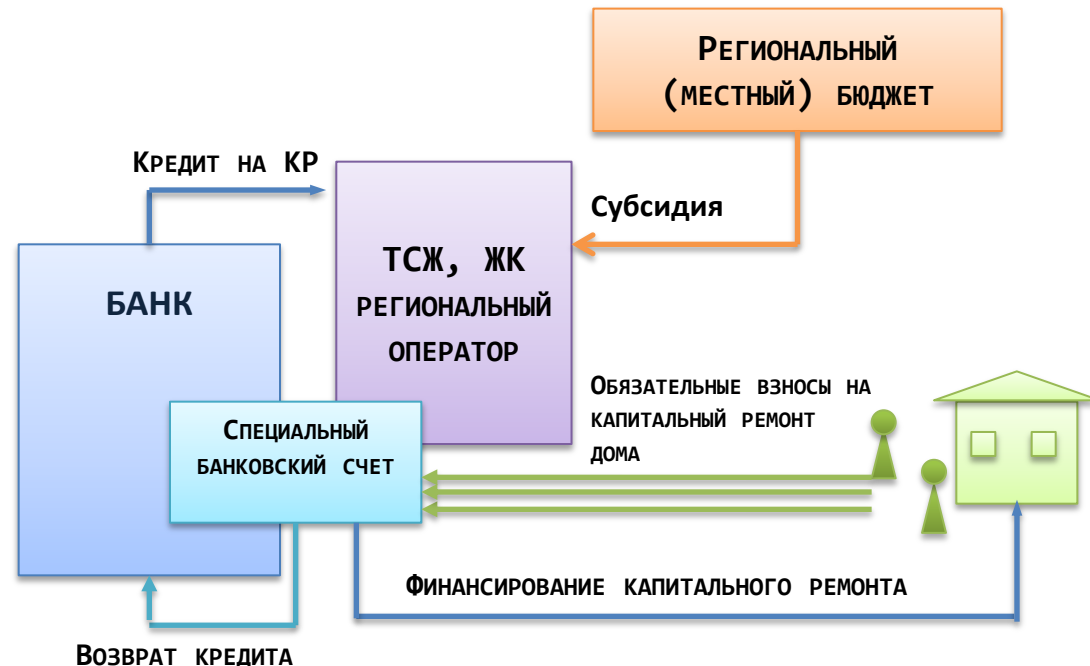 Региональный
(местный) бюджет
Кредит на КР
Субсидия
ТСЖ, ЖК
региональный
оператор
БАНК
Обязательные взносы на
капитальный ремонт
дома
Специальный
банковский счет
Финансирование капитального ремонта
Возврат кредита